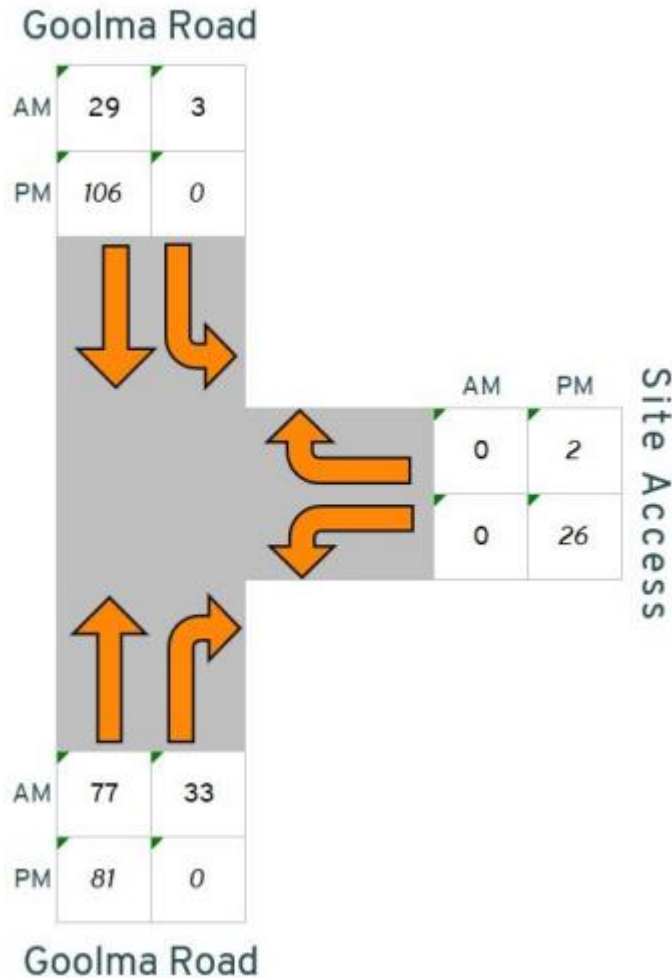 Goolma Road
AM 29 3
PM 106 0
AM PM
0 2
0 26
Site Access
AM 77 33
PM 81 0
Goolma Road